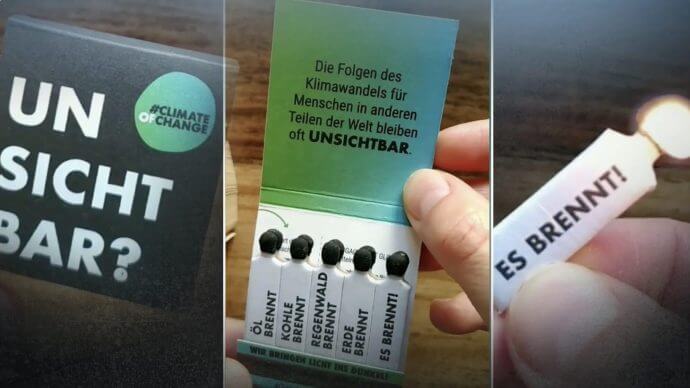 UN
SICHT
BAR?
#CLIMATE
OFCHANGE
Die Folgen des
Klimawandels für
Menschen in anderen
Teilen der Welt bleiben
oft UNSICHTBAR.
ÖL
BRENNT
KOHLE
BRENNT
REGENWALD
BRENNT
ERDE
BRENNT
ES BRENNT!
WIR BRINGEN LICHT INS DUNKEL!
ES BRENNT!